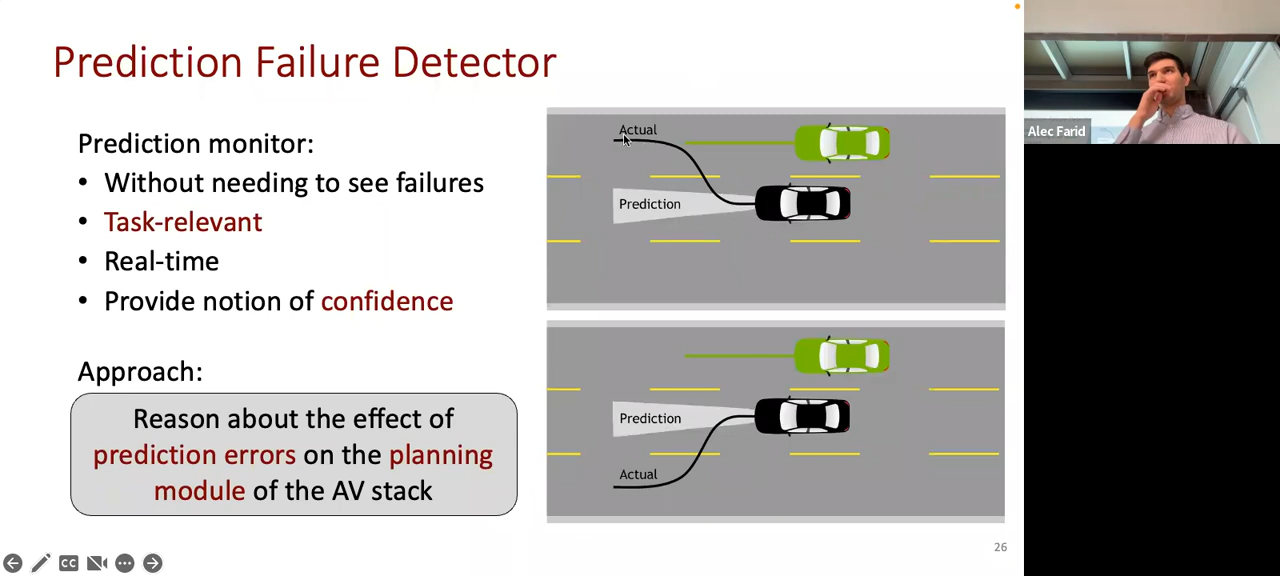 Prediction Failure Detector
Prediction monitor:
• Without needing to see failures
• Task-relevant
• Real-time
• Provide notion of confidence
Approach:
Reason about the effect of
prediction errors on the planning
module of the AV stack
Actual
Prediction
Prediction
Actual
26
CC
Alec Farid